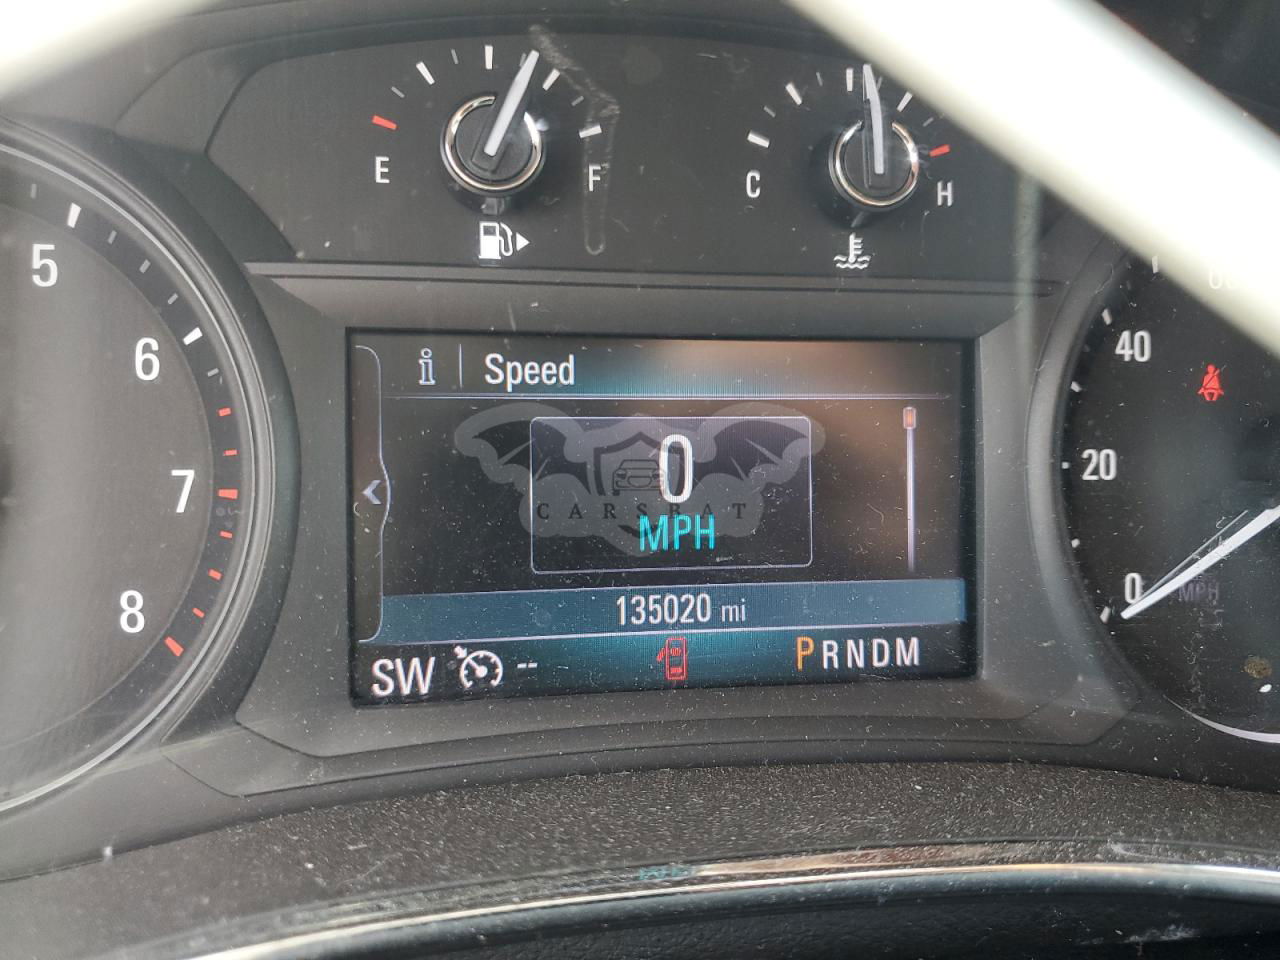 E
F
C
H
5
6
7
8
i Speed
0
CARSBAT
MPH
135020 mi
SW -- PRNDM
40
20
0
MPH